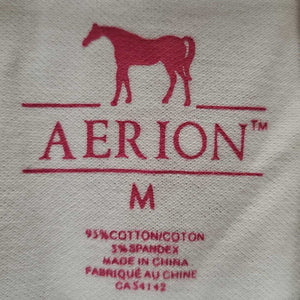 AERION™
M
95% COTTON/COTON
5% SPANDEX
MADE IN CHINA
FABRIQUÉ AU CHINE
CA54142